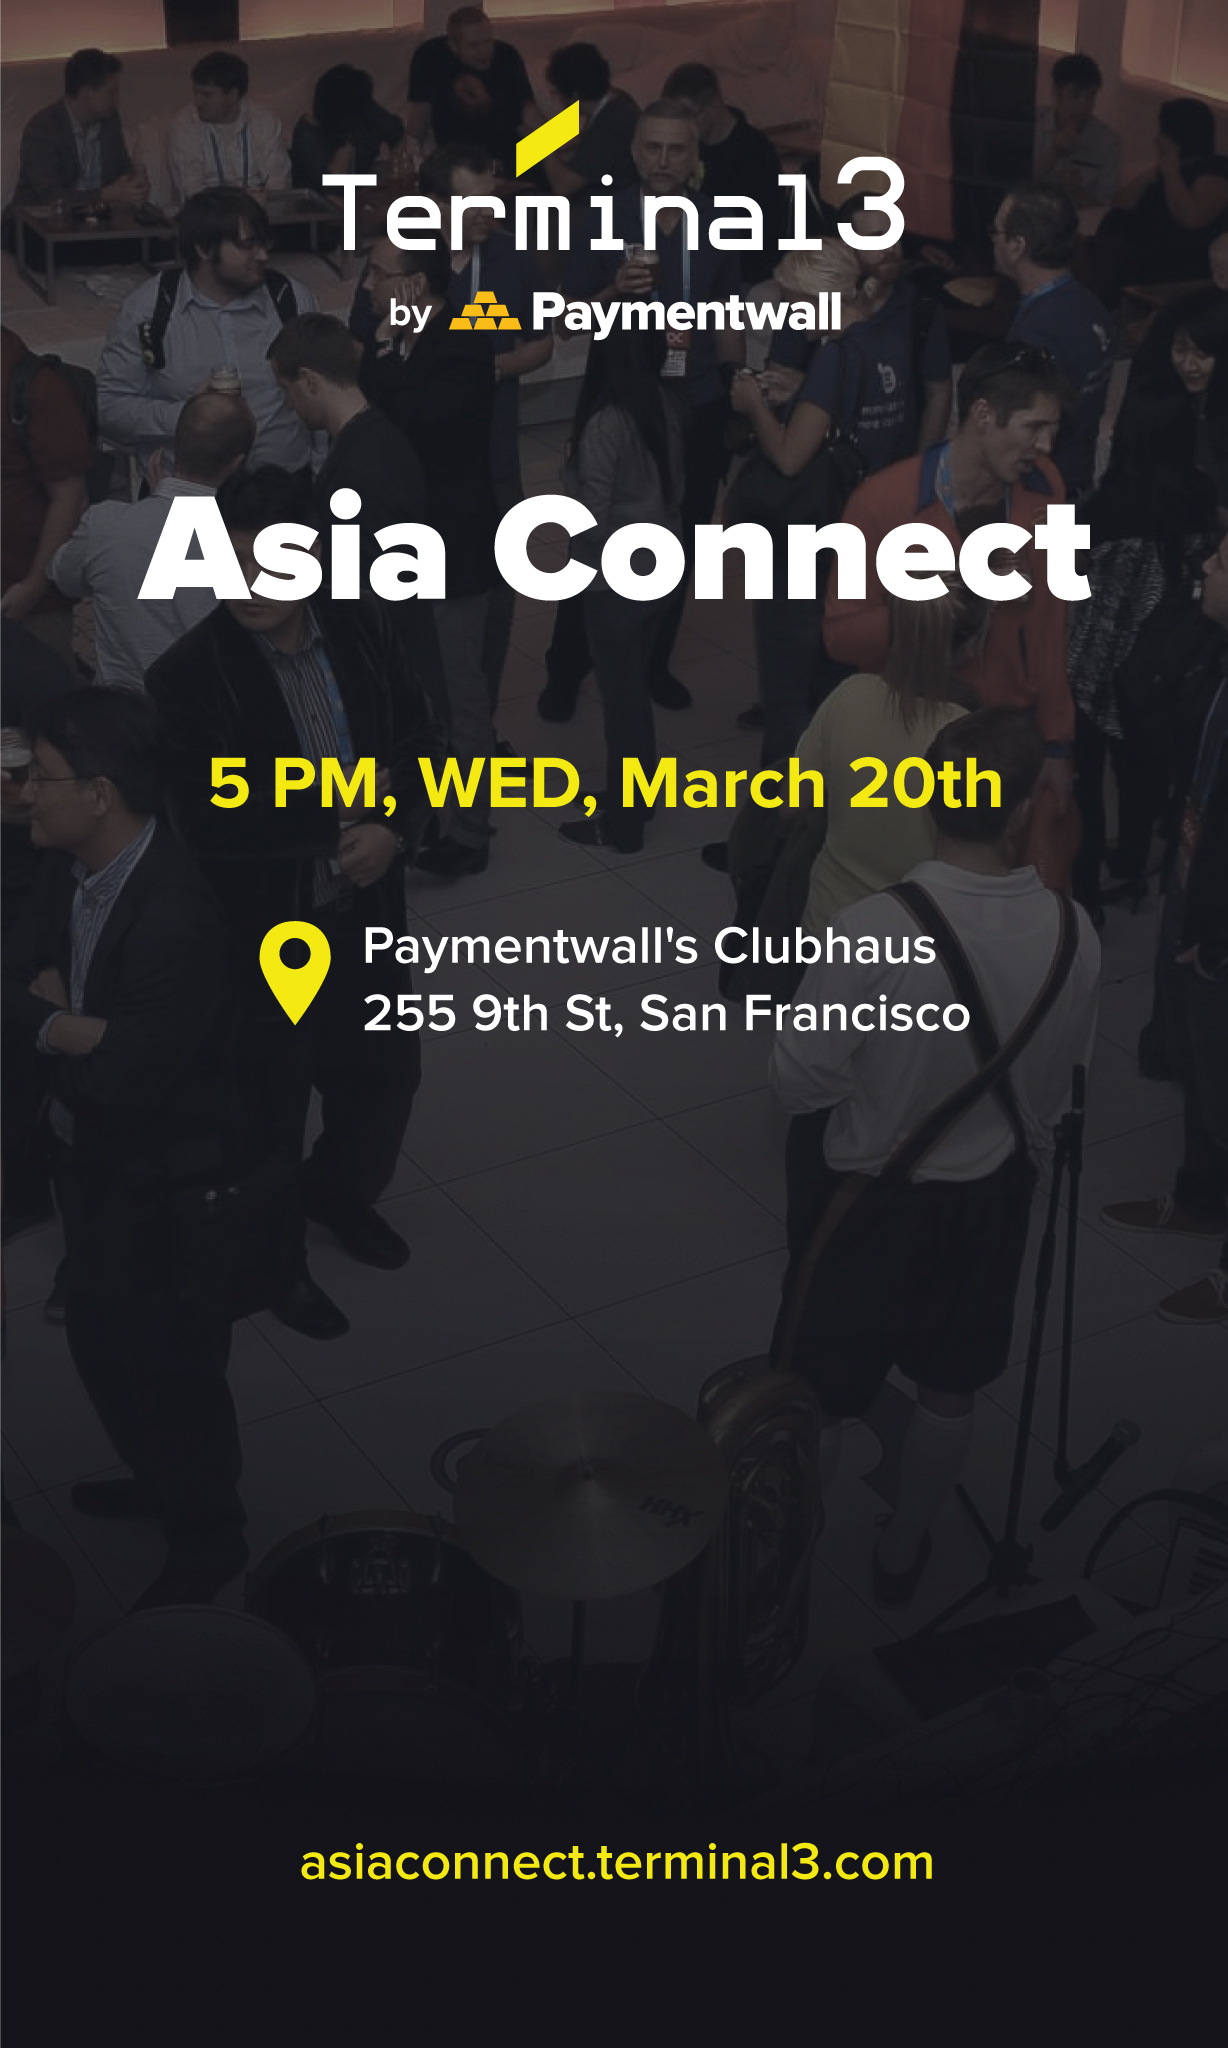 Terminal3
by Paymentwall
Asia Connect
5 PM, WED, March 20th
Paymentwall's Clubhaus
255 9th St, San Francisco
HHX
asiaconnect.terminal3.com